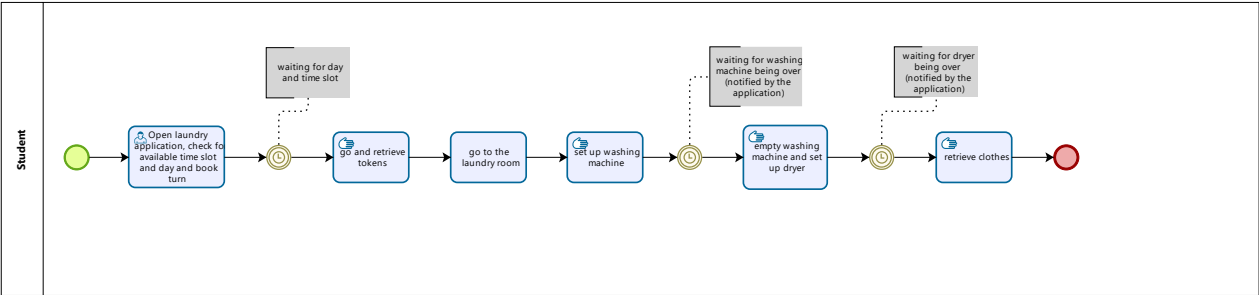 Student
Open laundry
application, check fo
available time slot
and day and book
turn
waiting for day
and time slot
go and retrieve
tokens
go to the
laundry room
set up washing
machine
waiting for washing
machine being over
(notified by the
application)
empty washing
machine and set
up dryer
waiting for dryer
being over
(notified by the
application)
retrieve clothes